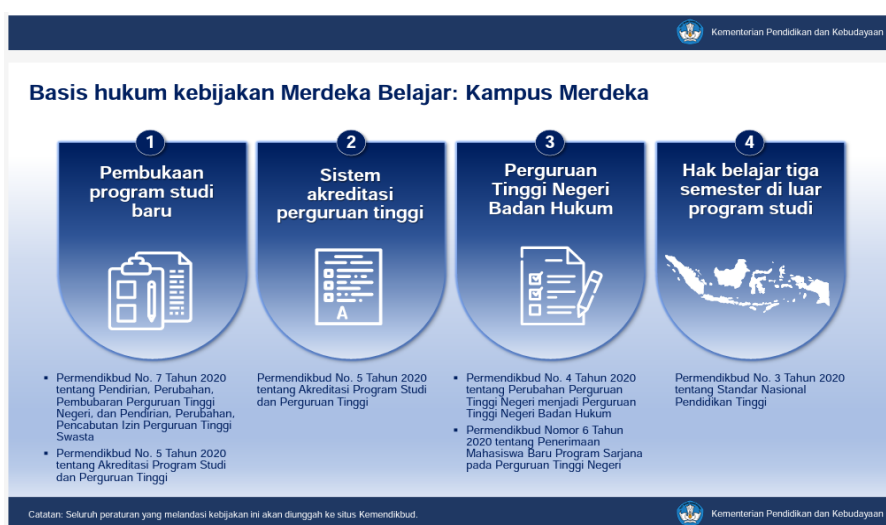 Kementerian Pendidikan dan Kebudayaan
Basis hukum kebijakan Merdeka Belajar: Kampus Merdeka
1
Pembukaan
program studi
baru
▪ Permendikbud No. 7 Tahun 2020
tentang Pendirian, Perubahan,
Pembubaran Perguruan Tinggi
Negeri, dan Pendirian, Perubahan,
Pencabutan Izin Perguruan Tinggi
Swasta
▪ Permendikbud No. 5 Tahun 2020
tentang Akreditasi Program Studi
dan Perguruan Tinggi
2
Sistem
akreditasi
perguruan tinggi
A
Permendikbud No. 5 Tahun 2020
tentang Akreditasi Program Studi
dan Perguruan Tinggi
3
Perguruan
Tinggi Negeri
Badan Hukum
▪ Permendikbud No. 4 Tahun 2020
tentang Perubahan Perguruan
Tinggi Negeri menjadi Perguruan
Tinggi Negeri Badan Hukum
▪ Permendikbud Nomor 6 Tahun
2020 tentang Penerimaan
Mahasiswa Baru Program Sarjana
pada Perguruan Tinggi Negeri
4
Hak belajar tiga
semester di luar
program studi
Permendikbud No. 3 Tahun 2020
tentang Standar Nasional
Pendidikan Tinggi
Catatan: Seluruh peraturan yang melandasi kebijakan ini akan diunggah ke situs Kemendikbud.
Kementerian Pendidikan dan Kebudayaan